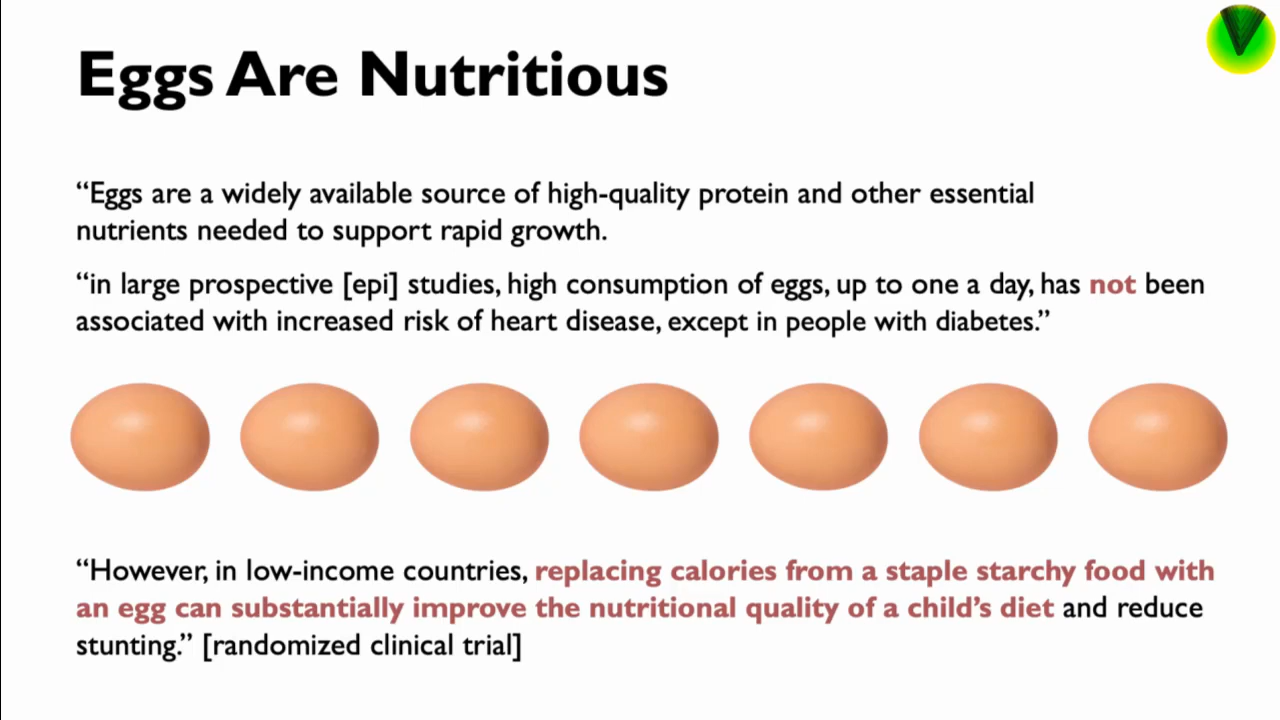 Eggs Are Nutritious
“Eggs are a widely available source of high-quality protein and other essential
nutrients needed to support rapid growth.
“in large prospective [epi] studies, high consumption of eggs, up to one a day, has not been
associated with increased risk of heart disease, except in people with diabetes.”
“However, in low-income countries, replacing calories from a staple starchy food with
an egg can substantially improve the nutritional quality of a child’s diet and reduce
stunting.” [randomized clinical trial]